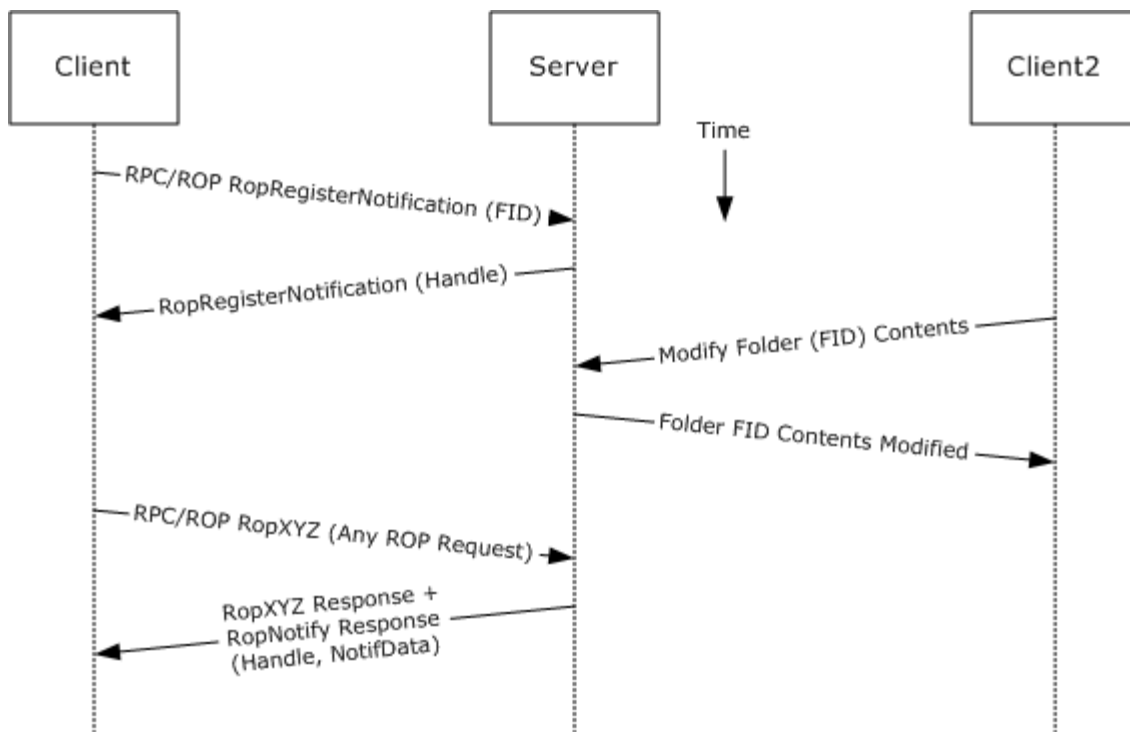 Client
Server
Client2
Time
RPC/ROP RopRegisterNotification (FID)
RopRegisterNotification (Handle)
Modify Folder (FID) Contents
Folder FID Contents Modified
RPC/ROP RopXYZ (Any ROP Request)
RopXYZ Response +
RopNotify Response
(Handle, NotifData)